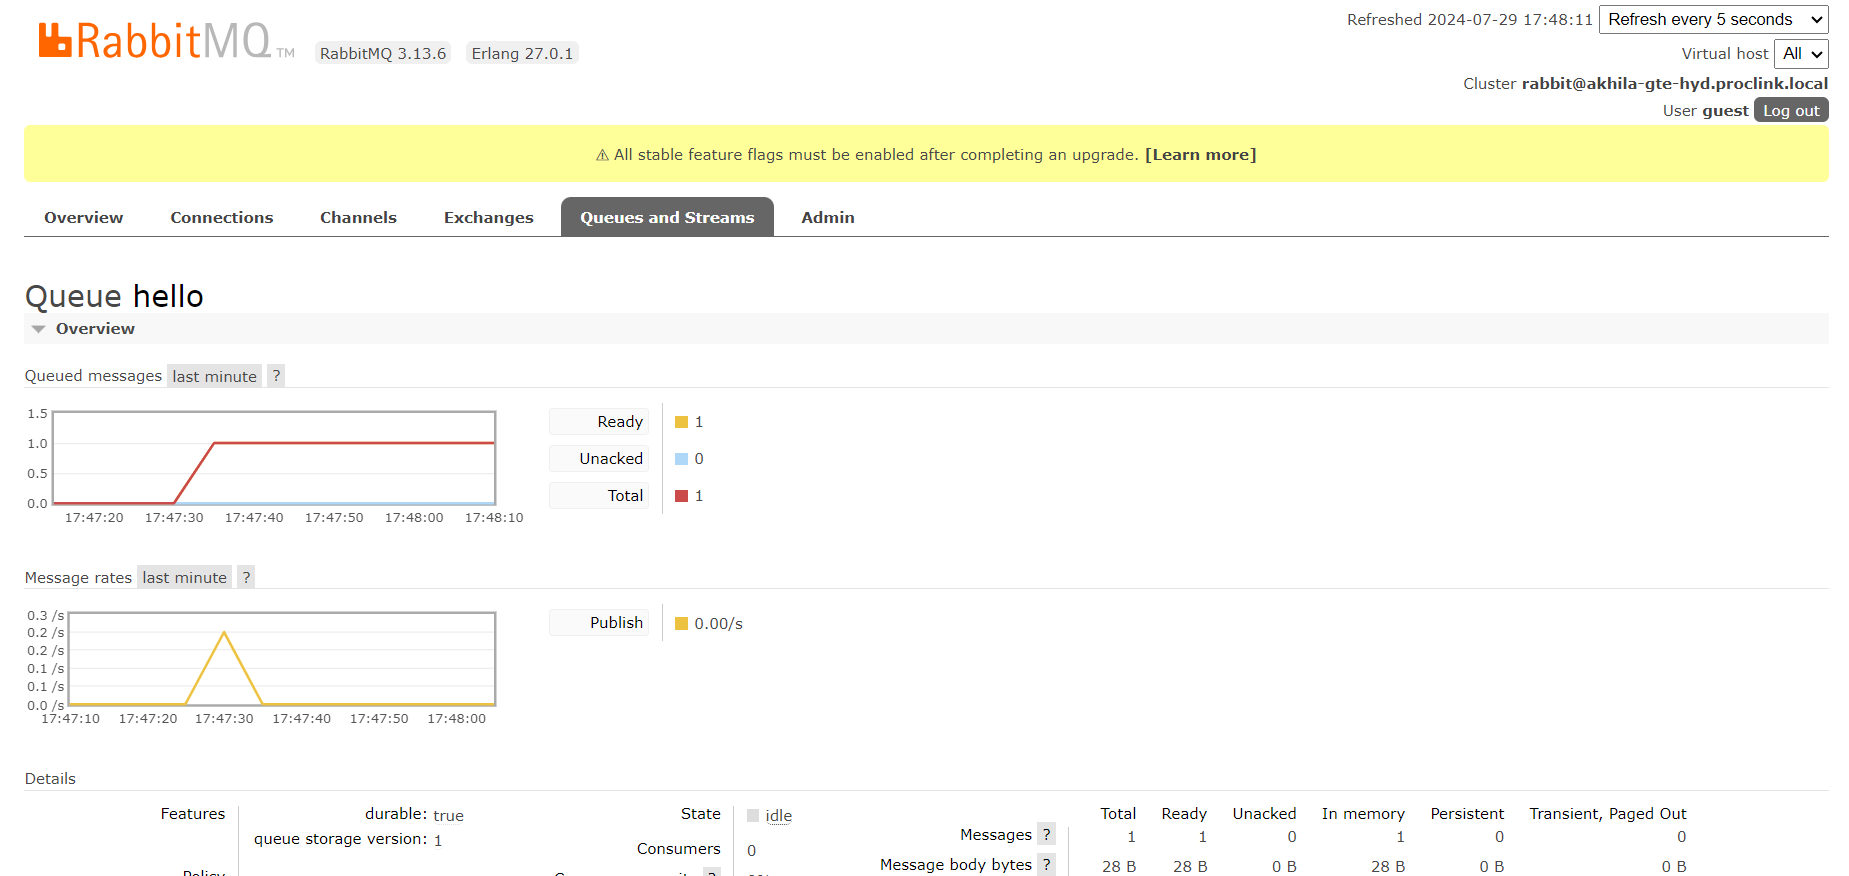 Refreshed 2024-07-29 17:48:11 Refresh every 5 seconds
RabbitMQ TM RabbitMQ 3.13.6 Erlang 27.0.1
Virtual host All
Cluster rabbit@akhila-gte-hyd.proclink.local
User guest Log out
⚠ All stable feature flags must be enabled after completing an upgrade. [Learn more]
Overview Connections Channels Exchanges Queues and Streams Admin
Queue hello
Overview
Queued messages last minute ?
1.5
1.0
0.5
0.0
17:47:20 17:47:30 17:47:40 17:47:50 17:48:00 17:48:10
Ready 1
Unacked 0
Total 1
Message rates last minute ?
0.3 /s
0.2 /s
0.2 /s
0.1 /s
0.1 /s
0.0 /s
17:47:10 17:47:20 17:47:30 17:47:40 17:47:50 17:48:00
Publish 0.00/s
Details
Features durable: true
queue storage version: 1
Policy
State idle
Consumers 0
Total Ready Unacked In memory Persistent Transient, Paged Out
Messages ? 1 1 0 1 0 0
Message body bytes ? 28 B 28 B 0 B 28 B 0 B 0 B